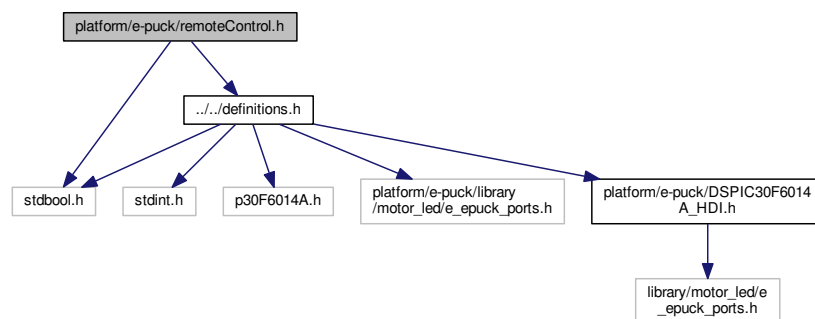 platform/e-puck/remoteControl.h
../../definitions.h
stdbool.h
stdint.h
p30F6014A.h
platform/e-puck/library
/motor_led/e_epuck_ports.h
platform/e-puck/DSPIC30F6014
A_HDI.h
library/motor_led/e
_epuck_ports.h